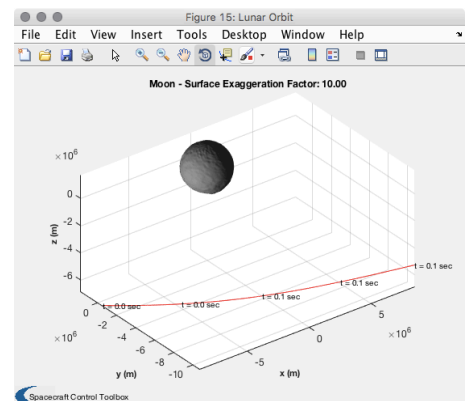 Figure 15: Lunar Orbit
File Edit View Insert Tools Desktop Window Help
Moon - Surface Exaggeration Factor: 10.00
×10⁶
0
-2
-4
-6
z (m)
t = 0.0 sec
t = 0.0 sec
t = 0.1 sec
t = 0.1 sec
t = 0.1 sec
0
-2
-4
-6
-8
-10
×10⁶
y (m)
-5
0
5
×10⁶
x (m)
Spacecraft Control Toolbox